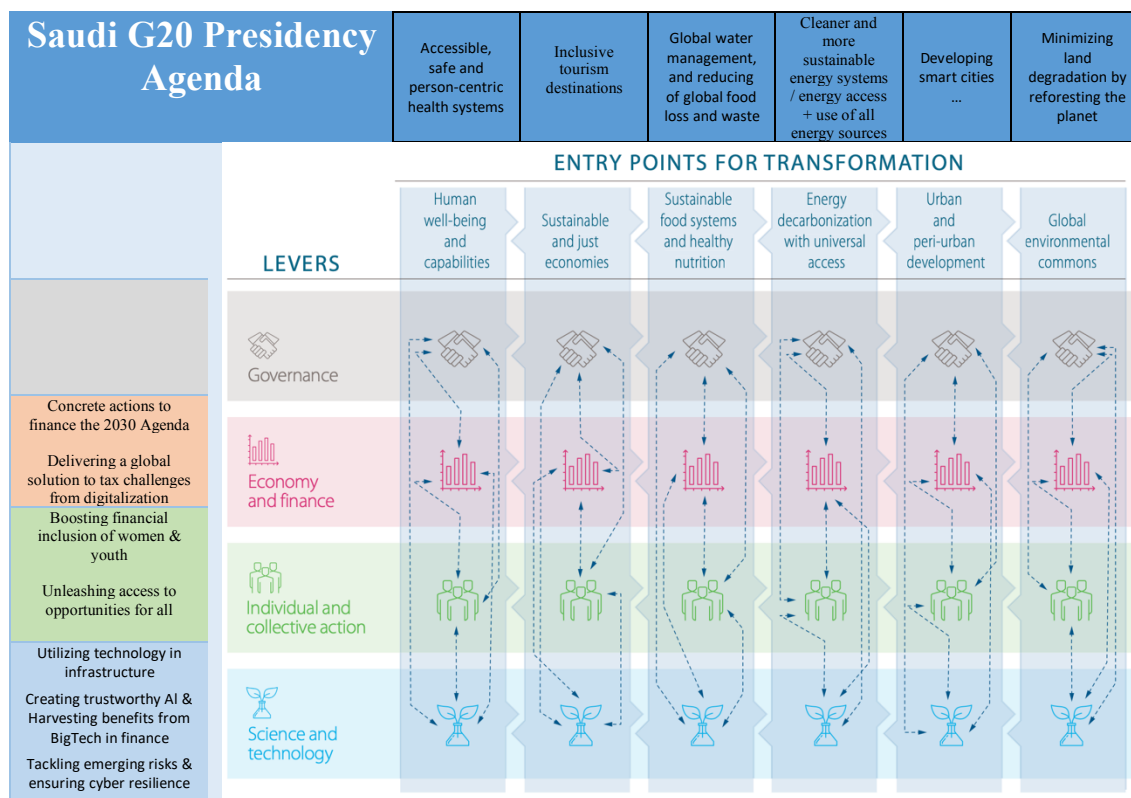 Saudi G20 Presidency
Agenda
Accessible,
safe and
person-centric
health systems
Inclusive
tourism
destinations
Global water
management,
and reducing
of global food
loss and waste
Cleaner and
more
sustainable
energy systems
/ energy access
+ use of all
energy sources
Developing
smart cities
...
Minimizing
land
degradation by
reforesting the
planet
ENTRY POINTS FOR TRANSFORMATION
LEVERS
Human
well-being
and
capabilities
Sustainable
and just
economies
Sustainable
food systems
and healthy
nutrition
Energy
decarbonization
with universal
access
Urban
and
peri-urban
development
Global
environmental
commons
Governance
Concrete actions to
finance the 2030 Agenda
Delivering a global
solution to tax challenges
from digitalization
Economy
and finance
Boosting financial
inclusion of women &
youth
Unleashing access to
opportunities for all
Individual and
collective action
Utilizing technology in
infrastructure
Creating trustworthy AI &
Harvesting benefits from
BigTech in finance
Tackling emerging risks &
ensuring cyber resilience
Science and
technology